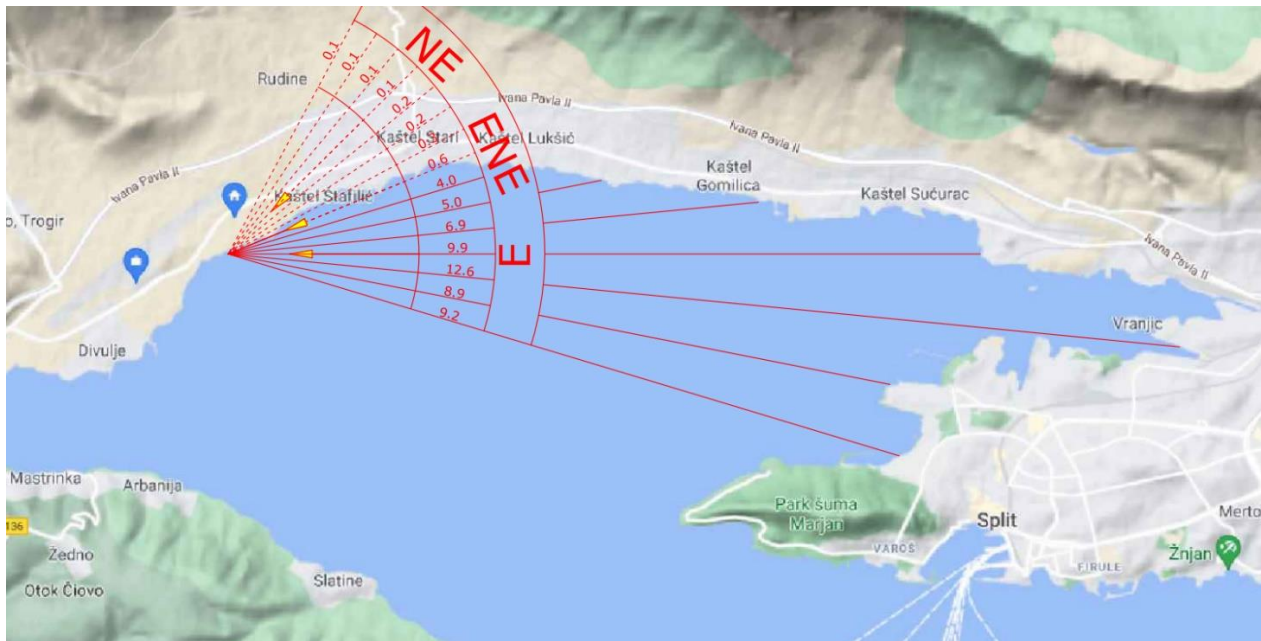 0.1
0.1
0.1
0.1
0.2
0.2
0.6
4.0
5.0
6.9
9.9
12.6
8.9
9.2
NE
ENE
E
Rudine
Ivana Pavla II
Kaštel Stari
Kaštel Lukšić
Ivana Pavla II
Kaštel
Gomilica
Kaštel Sućurac
Ivana Pavla II
Kaštel Štafilić
o, Trogir
Ivana Pavla II
Divulje
Vranjic
Mastrinka
Arbanija
136
Žedno
Otok Čiovo
Slatine
Park šuma
Marjan
VAROŠ
Split
FIRULE
Žnjan
Merto